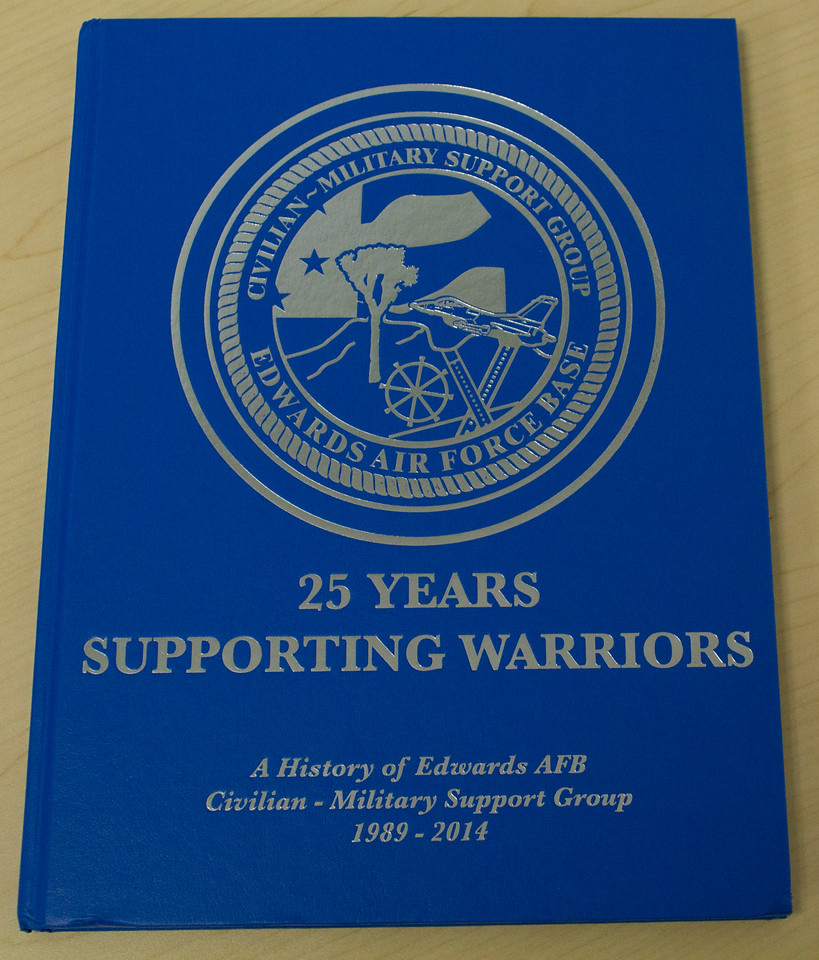 CIVILIAN~MILITARY SUPPORT GROUP
EDWARDS AIR FORCE BASE
25 YEARS
SUPPORTING WARRIORS
A History of Edwards AFB
Civilian - Military Support Group
1989 - 2014